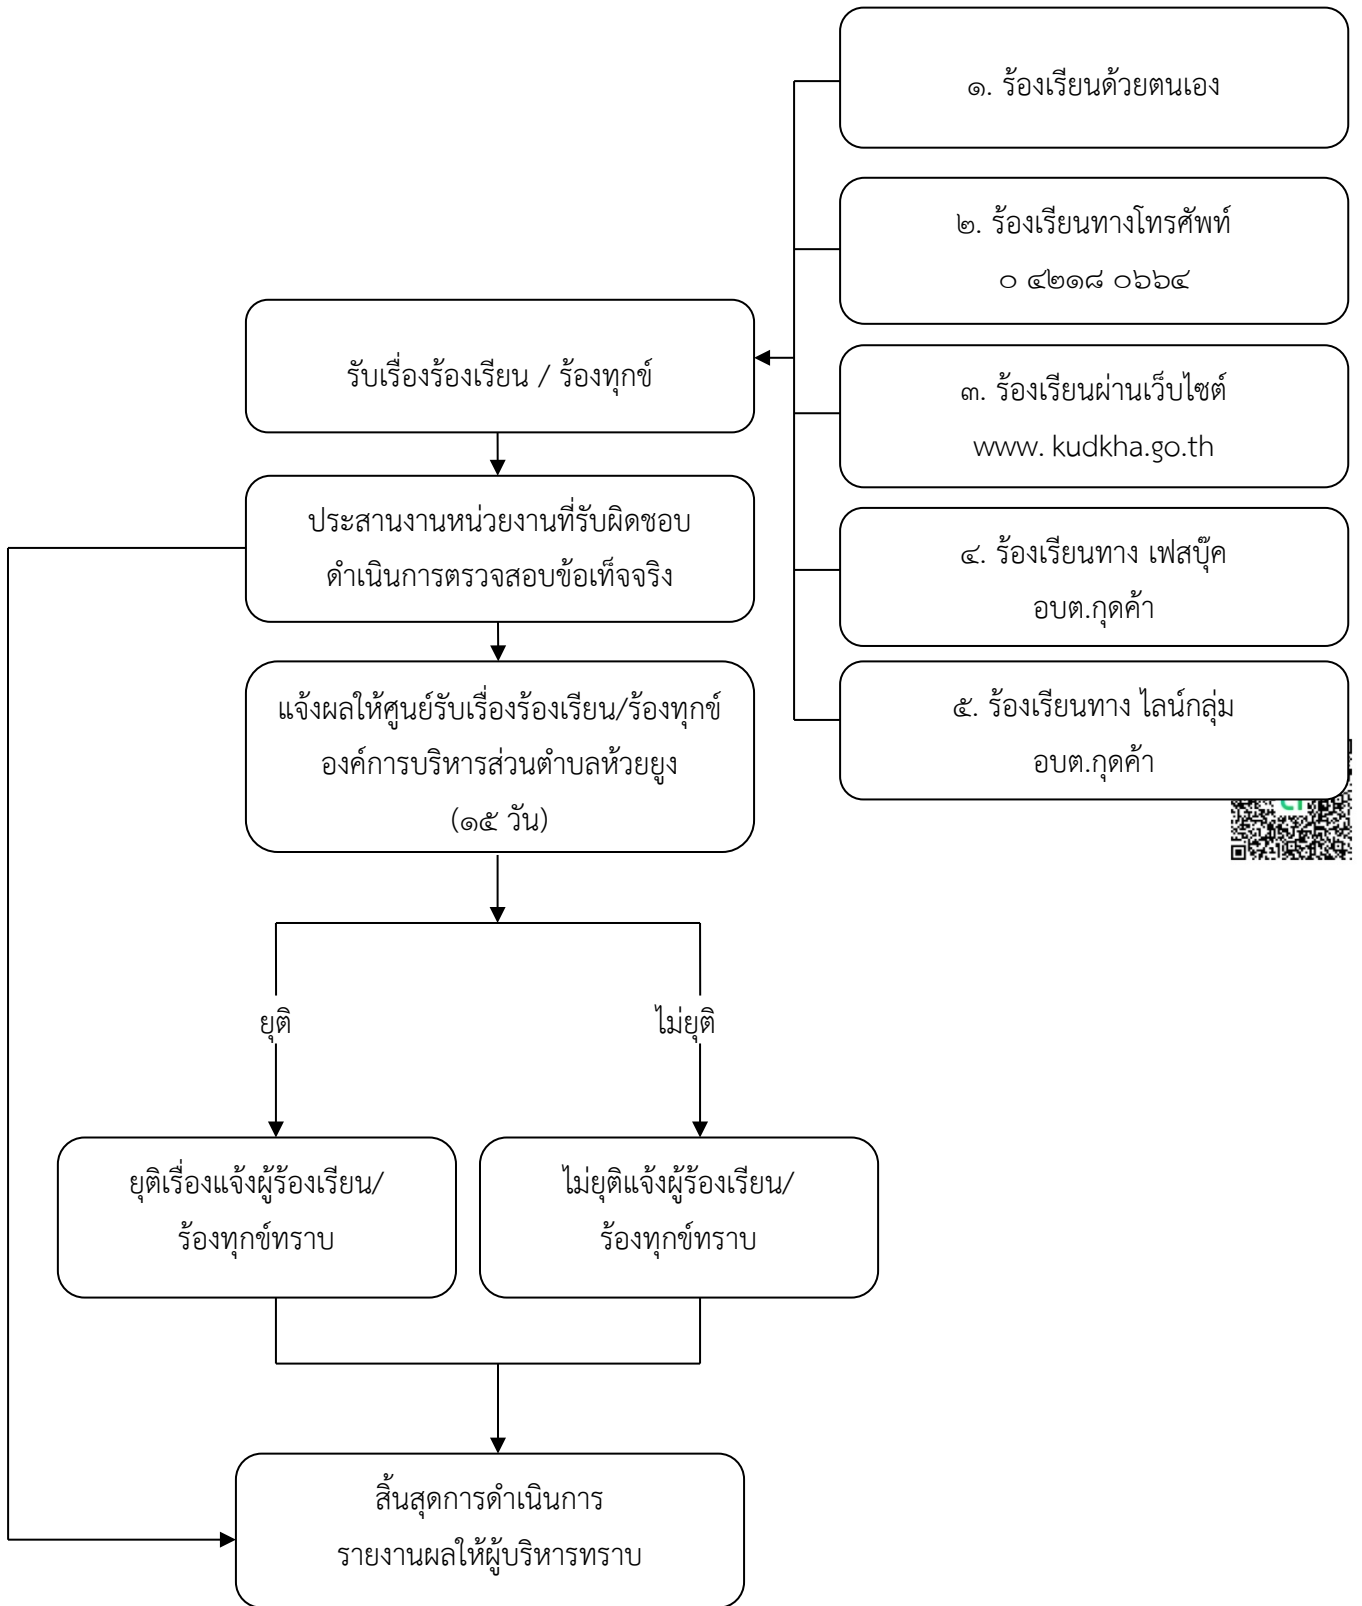 ๑. ร้องเรียนด้วยตนเอง
๒. ร้องเรียนทางโทรศัพท์
๐ ๔๒๑๘ ๐๖๖๔
๓. ร้องเรียนผ่านเว็บไซต์
www. kudkha.go.th
๔. ร้องเรียนทาง เฟสบุ๊ค
อบต.กุดค้า
๕. ร้องเรียนทาง ไลน์กลุ่ม
อบต.กุดค้า
รับเรื่องร้องเรียน / ร้องทุกข์
ประสานงานหน่วยงานที่รับผิดชอบ
ดำเนินการตรวจสอบข้อเท็จจริง
แจ้งผลให้ศูนย์รับเรื่องร้องเรียน/ร้องทุกข์
องค์การบริหารส่วนตำบลห้วยยูง
(๑๕ วัน)
ยุติ
ไม่ยุติ
ยุติเรื่องแจ้งผู้ร้องเรียน/
ร้องทุกข์ทราบ
ไม่ยุติแจ้งผู้ร้องเรียน/
ร้องทุกข์ทราบ
สิ้นสุดการดำเนินการ
รายงานผลให้ผู้บริหารทราบ